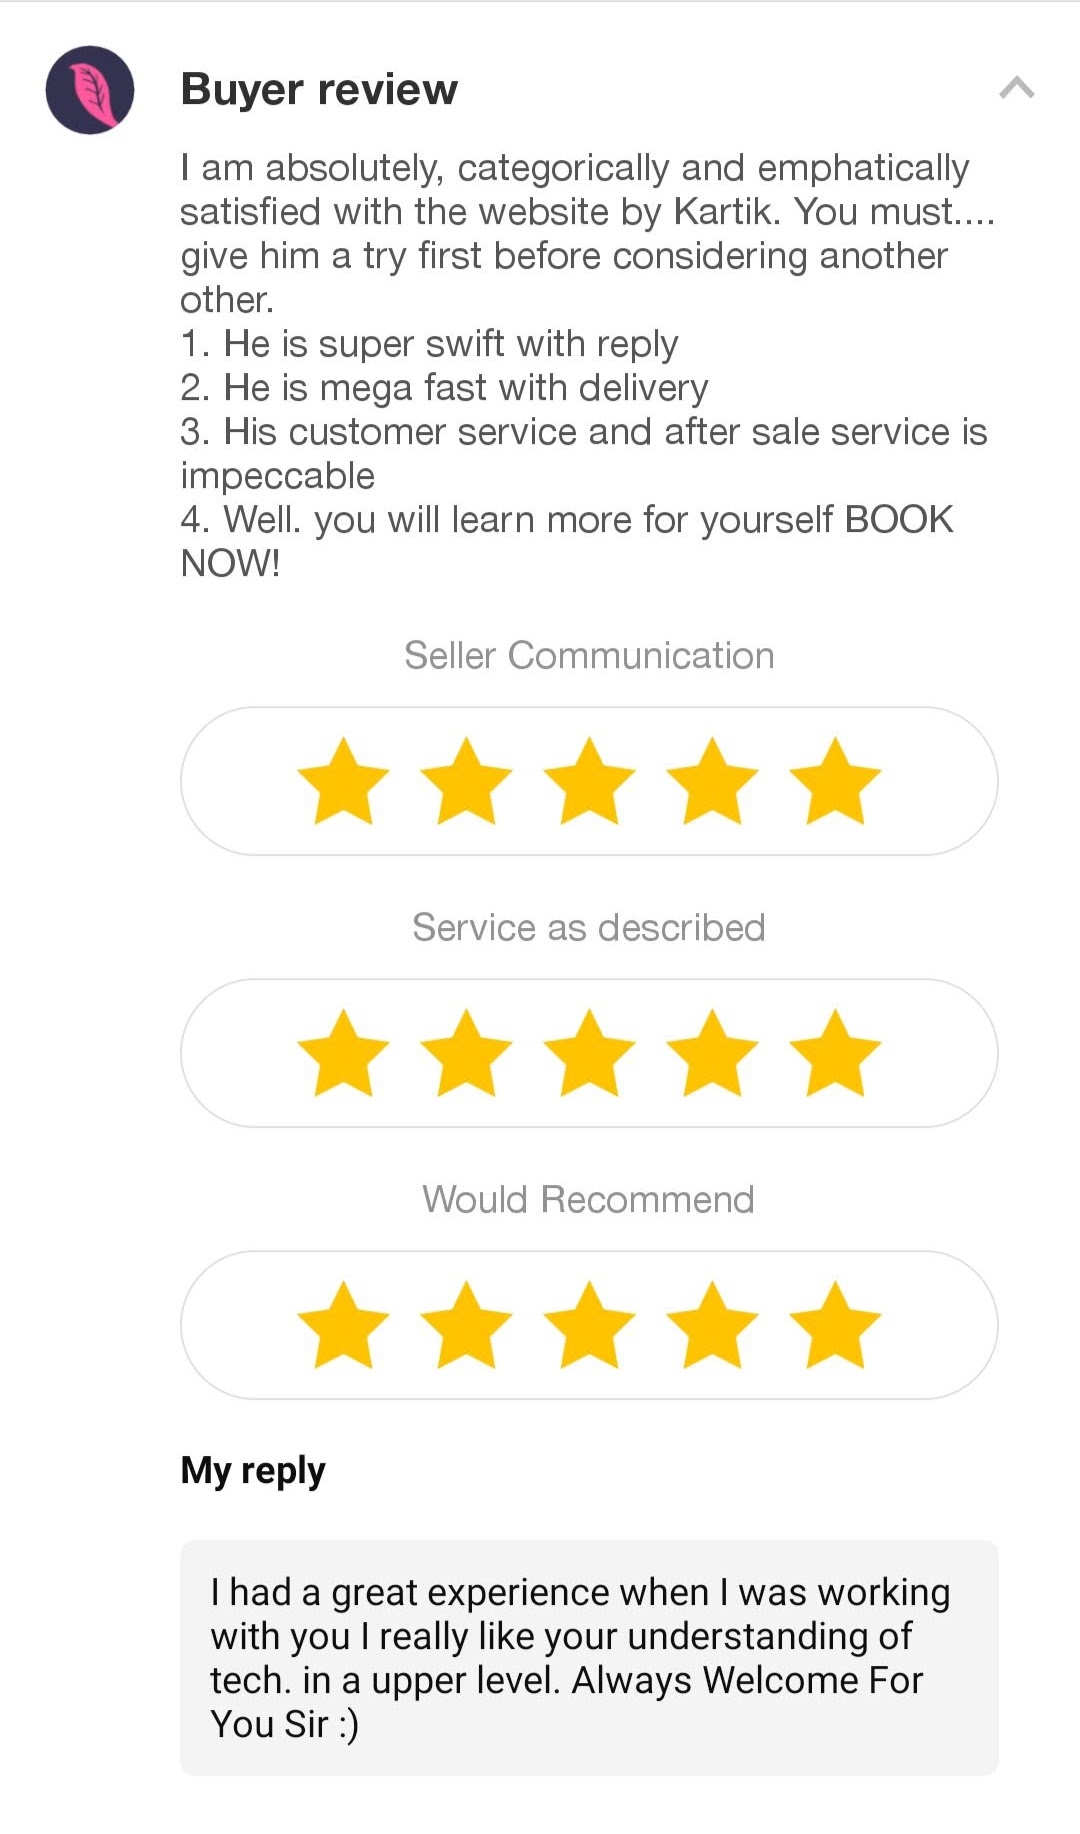 Buyer review
I am absolutely, categorically and emphatically
satisfied with the website by Kartik. You must....
give him a try first before considering another
other.
1. He is super swift with reply
2. He is mega fast with delivery
3. His customer service and after sale service is
impeccable
4. Well. you will learn more for yourself BOOK
NOW!
Seller Communication
Service as described
Would Recommend
My reply
I had a great experience when I was working
with you I really like your understanding of
tech. in a upper level. Always Welcome For
You Sir :)